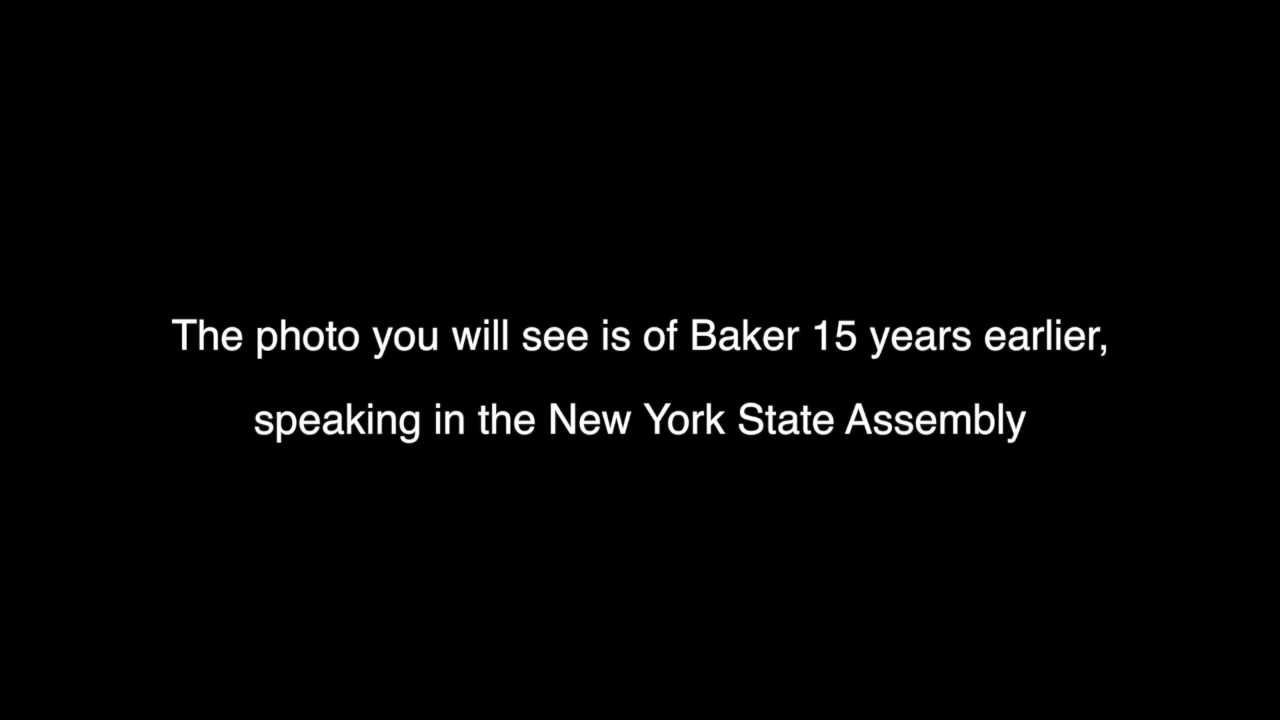 The photo you will see is of Baker 15 years earlier,
speaking in the New York State Assembly